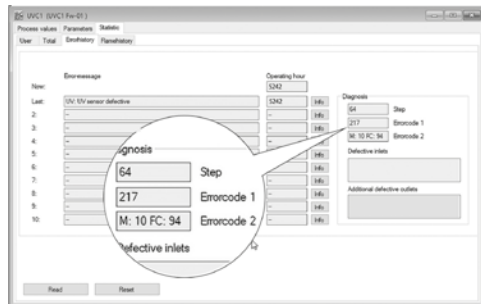 UVC1 (UVC1 Fw-01)
Process values Parameters Statistic
User Total Errorhistory Flamehistory
Errormessage Operating hour
Now: 5242
Last: UV: UV sensor defective 5242 Info
Diagnosis
64 Step
217 Errorcode 1
M: 10 FC: 94 Errorcode 2
2: - - Info
3: - - Info
4: - - Info
5: - Info
6: - Info
7: - Info
8: - - Info
9: - - Info
10: - - Info
Defective inlets
Additional defective outlets
gnosis
64 Step
217 Errorcode 1
M: 10 FC: 94 Errorcode 2
Defective inlets
Read Reset